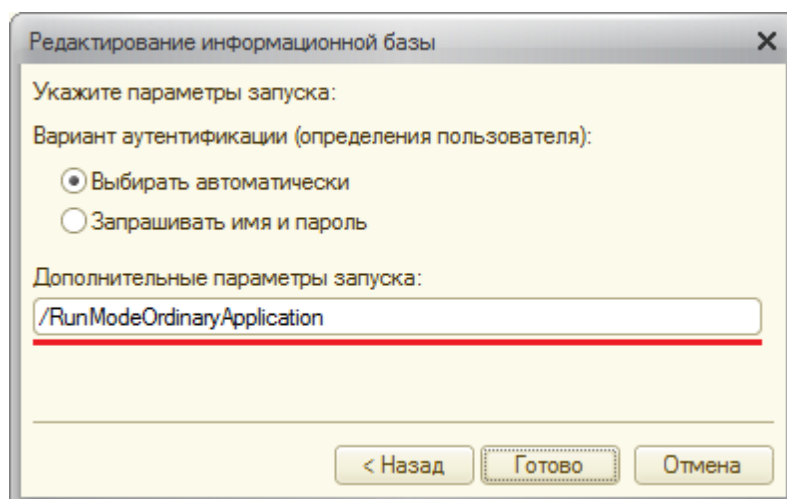 Редактирование информационной базы
Укажите параметры запуска:
Вариант аутентификации (определения пользователя):
Выбирать автоматически
Запрашивать имя и пароль
Дополнительные параметры запуска:
/RunModeOrdinaryApplication
< Назад Готово Отмена